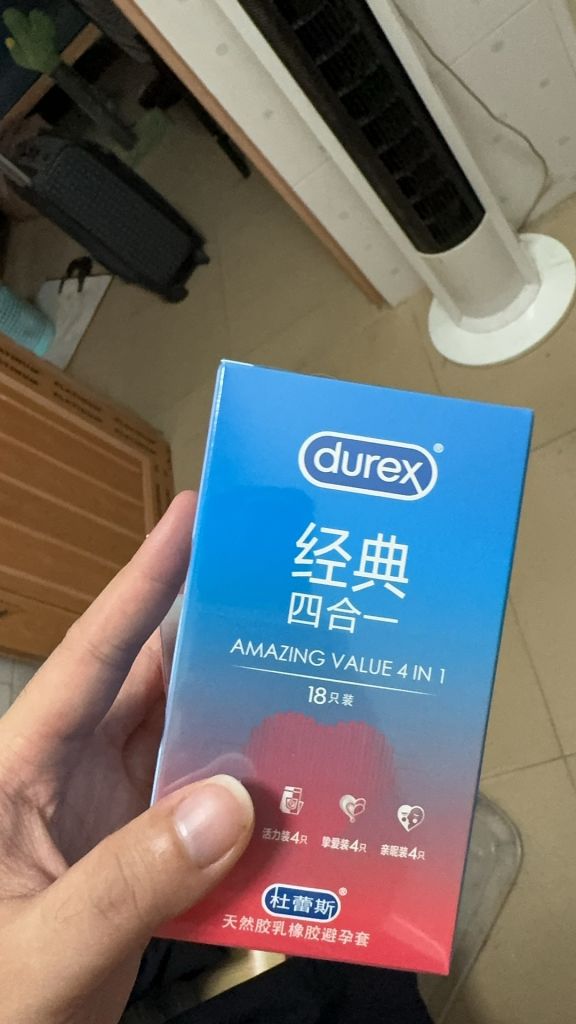 durex®
经典
四合一
AMAZING VALUE 4 IN 1
18只装
活力装4只 挚爱装4只 亲昵装4只
杜蕾斯®
天然胶乳橡胶避孕套